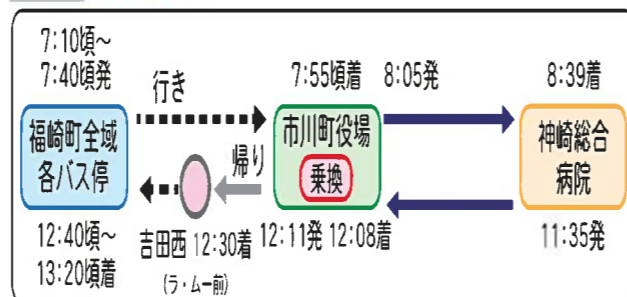 7:10頃～
7:40頃発
行き
7:55頃着 8:05発
8:39着
福崎町全域
各バス停
市川町役場
乗換
神崎総合
病院
帰り
12:40頃～
13:20頃着
吉田西 12:30着
(ラ・ムー前)
12:11発 12:08着
11:35発